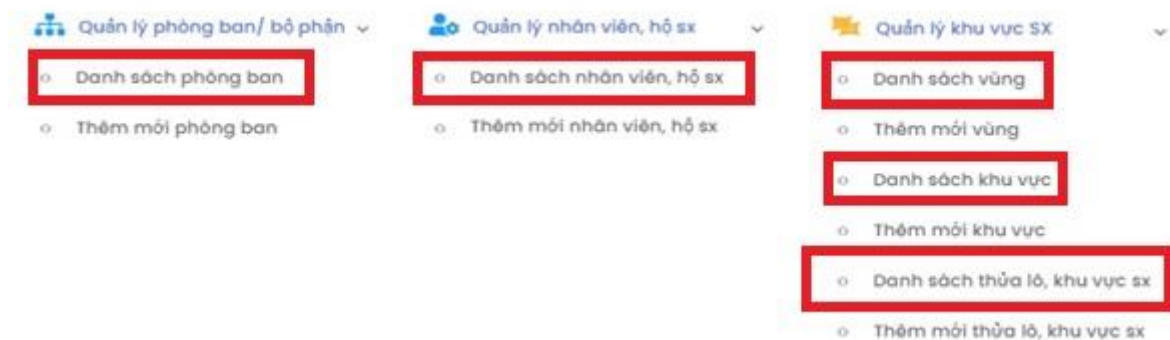 Quản lý phòng ban/ bộ phận
Danh sách phòng ban
Thêm mới phòng ban
Quản lý nhân viên, hộ sx
Danh sách nhân viên, hộ sx
Thêm mới nhân viên, hộ sx
Quản lý khu vực SX
Danh sách vùng
Thêm mới vùng
Danh sách khu vực
Thêm mới khu vực
Danh sách thửa lô, khu vực sx
Thêm mới thửa lô, khu vực sx